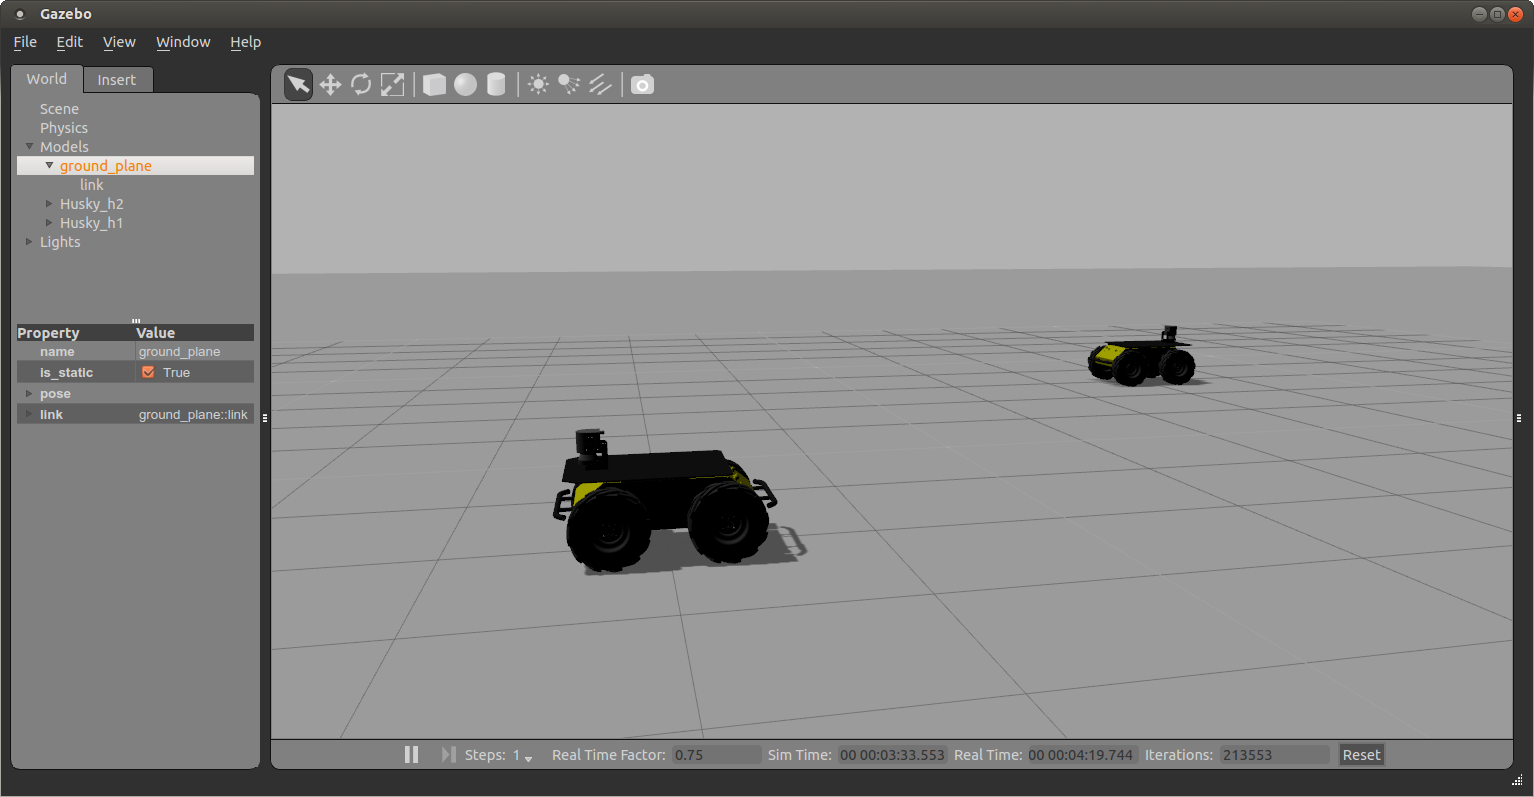 Gazebo
File Edit View Window Help
World Insert
Scene
Physics
Models
ground_plane
link
Husky_h2
Husky_h1
Lights
Property Value
name ground_plane
is_static True
pose
link ground_plane::link
Steps: 1 Real Time Factor: 0.75 Sim Time: 00 00:03:33.553 Real Time: 00 00:04:19.744 Iterations: 213553 Reset